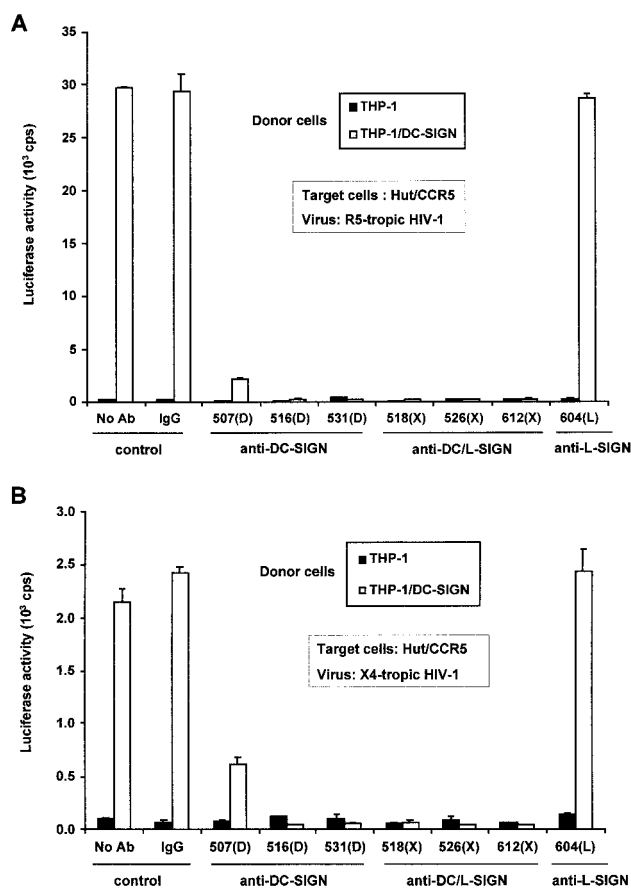 A
35
30
25
20
15
10
5
0
Luciferase activity (10³ cps)
Donor cells
THP-1
THP-1/DC-SIGN
Target cells : Hut/CCR5
Virus: R5-tropic HIV-1
No Ab IgG 507(D) 516(D) 531(D) 518(X) 526(X) 612(X) 604(L)
control anti-DC-SIGN anti-DC/L-SIGN anti-L-SIGN
B
3.0
2.5
2.0
1.5
1.0
0.5
0.0
Luciferase activity (10³ cps)
Donor cells
THP-1
THP-1/DC-SIGN
Target cells: Hut/CCR5
Virus: X4-tropic HIV-1
No Ab IgG 507(D) 516(D) 531(D) 518(X) 526(X) 612(X) 604(L)
control anti-DC-SIGN anti-DC/L-SIGN anti-L-SIGN